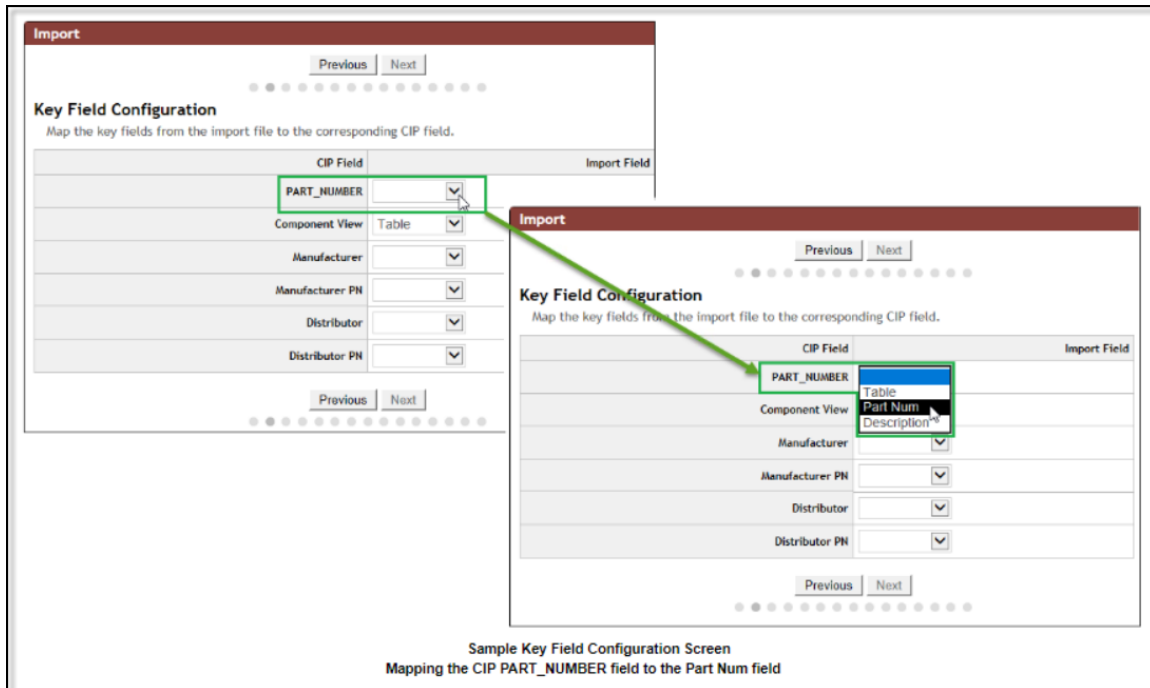 Import
Previous Next
Key Field Configuration
Map the key fields from the import file to the corresponding CIP field.
CIP Field Import Field
PART_NUMBER
Component View Table
Manufacturer
Manufacturer PN
Distributor
Distributor PN
Previous Next
Import
Previous Next
Key Field Configuration
Map the key fields from the import file to the corresponding CIP field.
CIP Field Import Field
PART_NUMBER
Table
Component View Part Num
Description
Manufacturer
Manufacturer PN
Distributor
Distributor PN
Previous Next
Sample Key Field Configuration Screen
Mapping the CIP PART_NUMBER field to the Part Num field